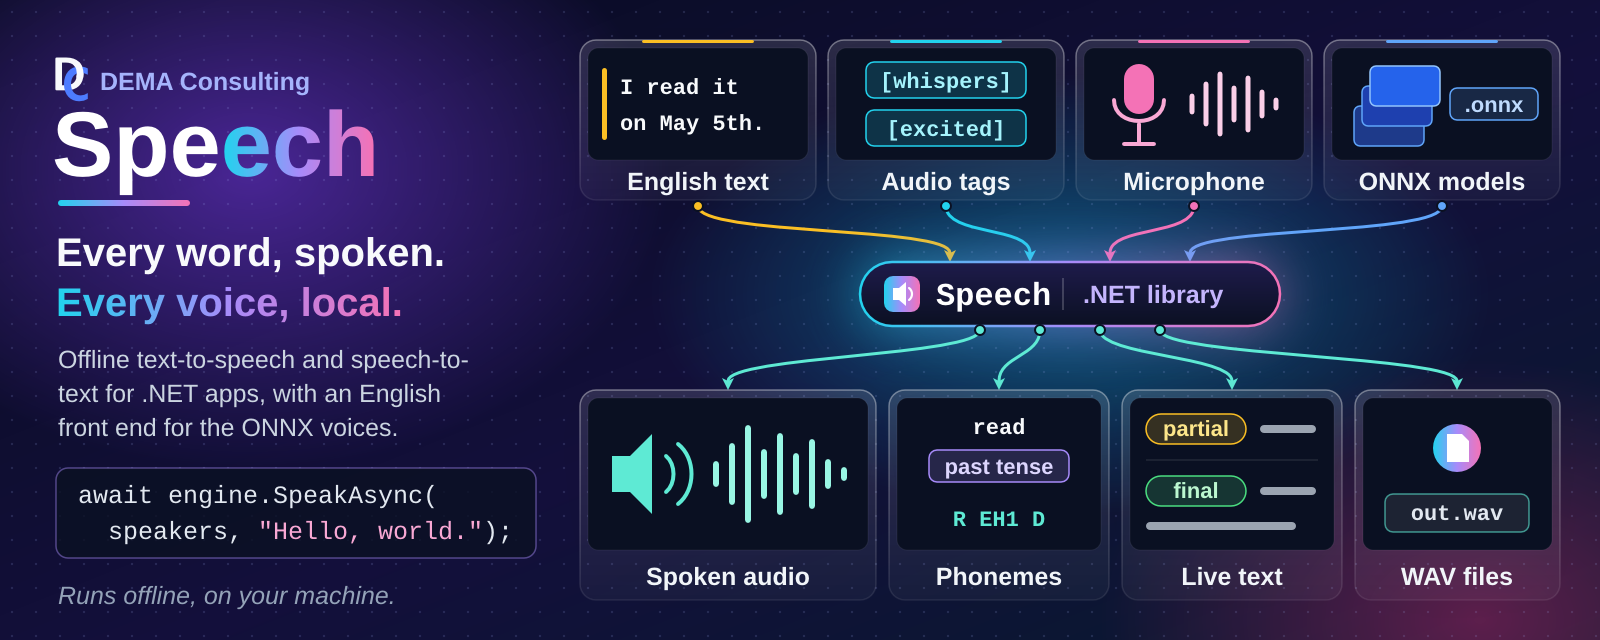 DC DEMA Consulting
Speech
Every word, spoken.
Every voice, local.
Offline text-to-speech and speech-to-
text for .NET apps, with an English
front end for the ONNX voices.
await engine.SpeakAsync(
speakers, "Hello, world.");
Runs offline, on your machine.
I read it
on May 5th.
English text
[whispers]
[excited]
Audio tags
Microphone
.onnx
ONNX models
Speech .NET library
Spoken audio
read
past tense
R EH1 D
Phonemes
partial
final
Live text
out.wav
WAV files